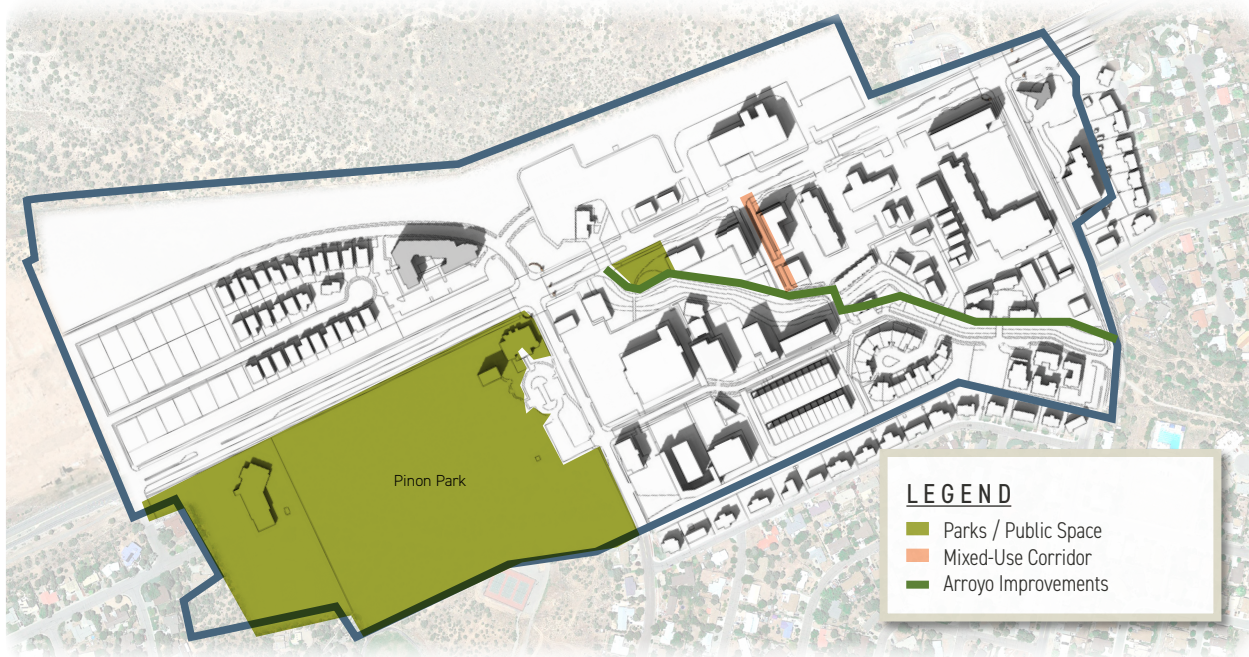 Pinon Park
LEGEND
Parks / Public Space
Mixed-Use Corridor
Arroyo Improvements